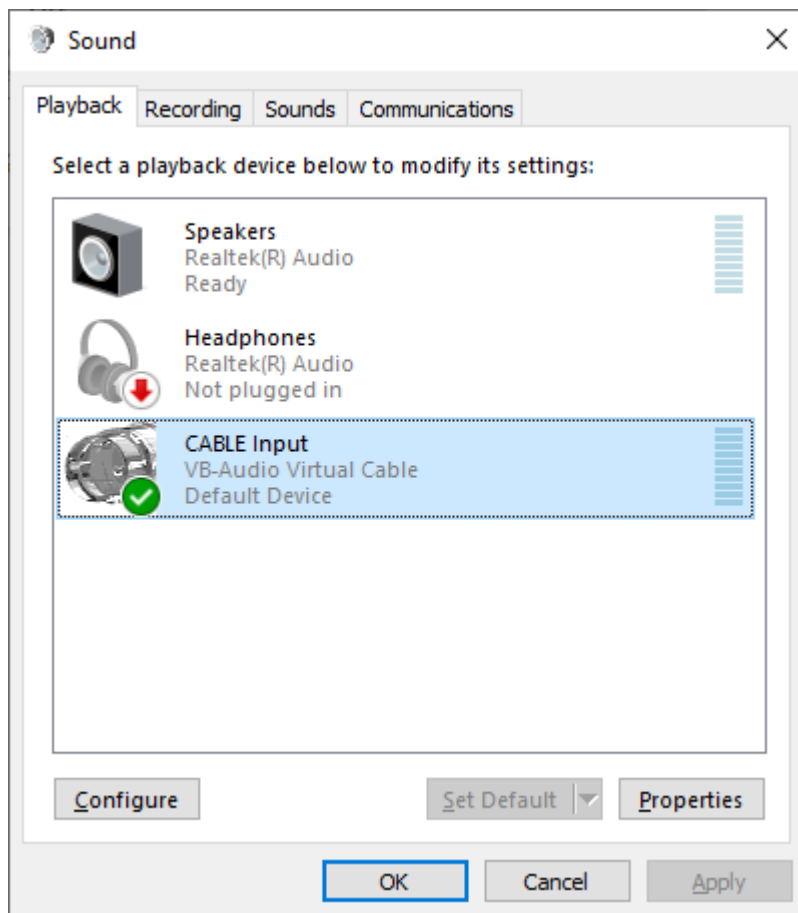 Sound
Playback Recording Sounds Communications
Select a playback device below to modify its settings:
Speakers
Realtek(R) Audio
Ready
Headphones
Realtek(R) Audio
Not plugged in
CABLE Input
VB-Audio Virtual Cable
Default Device
Configure Set Default Properties
OK Cancel Apply